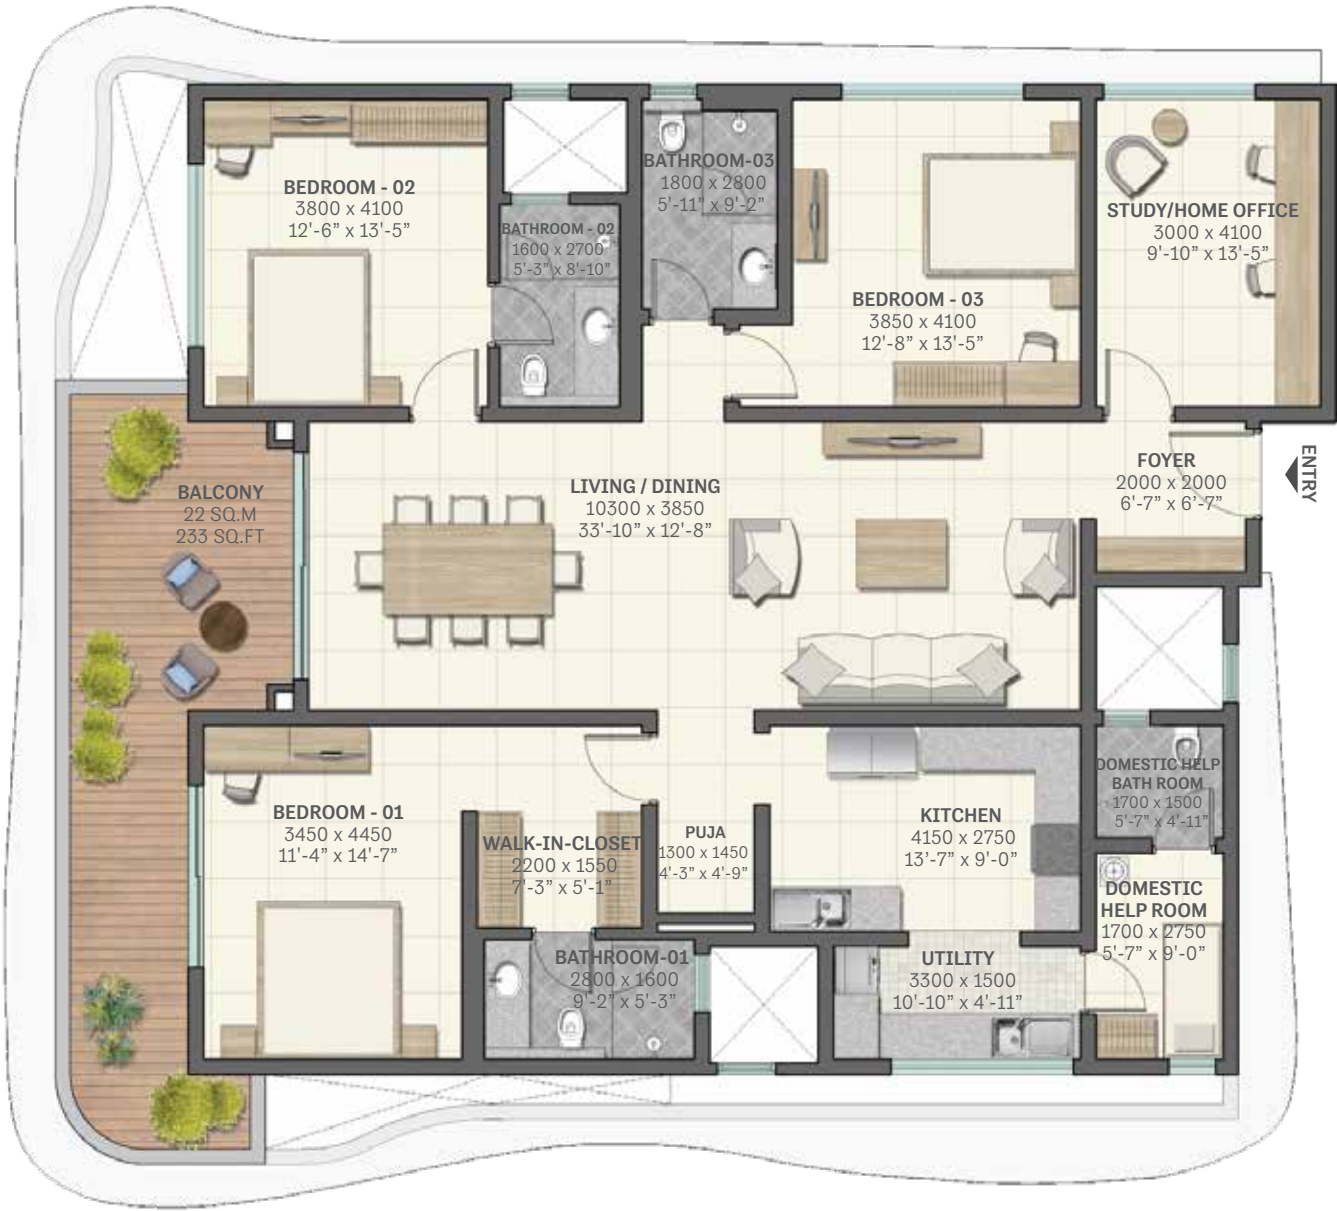 BEDROOM - 02
3800 x 4100
12'-6” x 13'-5”
BATHROOM - 02
1600 x 2700
5'-3” x 8'-10”
BATHROOM-03
1800 x 2800
5'-11” x 9'-2”
BEDROOM - 03
3850 x 4100
12'-8” x 13'-5”
STUDY/HOME OFFICE
3000 x 4100
9'-10” x 13'-5”
BALCONY
22 SQ.M
233 SQ.FT
LIVING / DINING
10300 x 3850
33'-10” x 12'-8”
FOYER
2000 x 2000
6'-7” x 6'-7”
ENTRY
BEDROOM - 01
3450 x 4450
11'-4” x 14'-7”
WALK-IN-CLOSET
2200 x 1550
7'-3” x 5'-1”
PUJA
1300 x 1450
4'-3” x 4'-9”
KITCHEN
4150 x 2750
13'-7” x 9'-0”
DOMESTIC HELP
BATH ROOM
1700 x 1500
5'-7” x 4'-11”
DOMESTIC
HELP ROOM
1700 x 2750
5'-7” x 9'-0”
BATHROOM-01
2800 x 1600
9'-2” x 5'-3”
UTILITY
3300 x 1500
10'-10” x 4'-11”